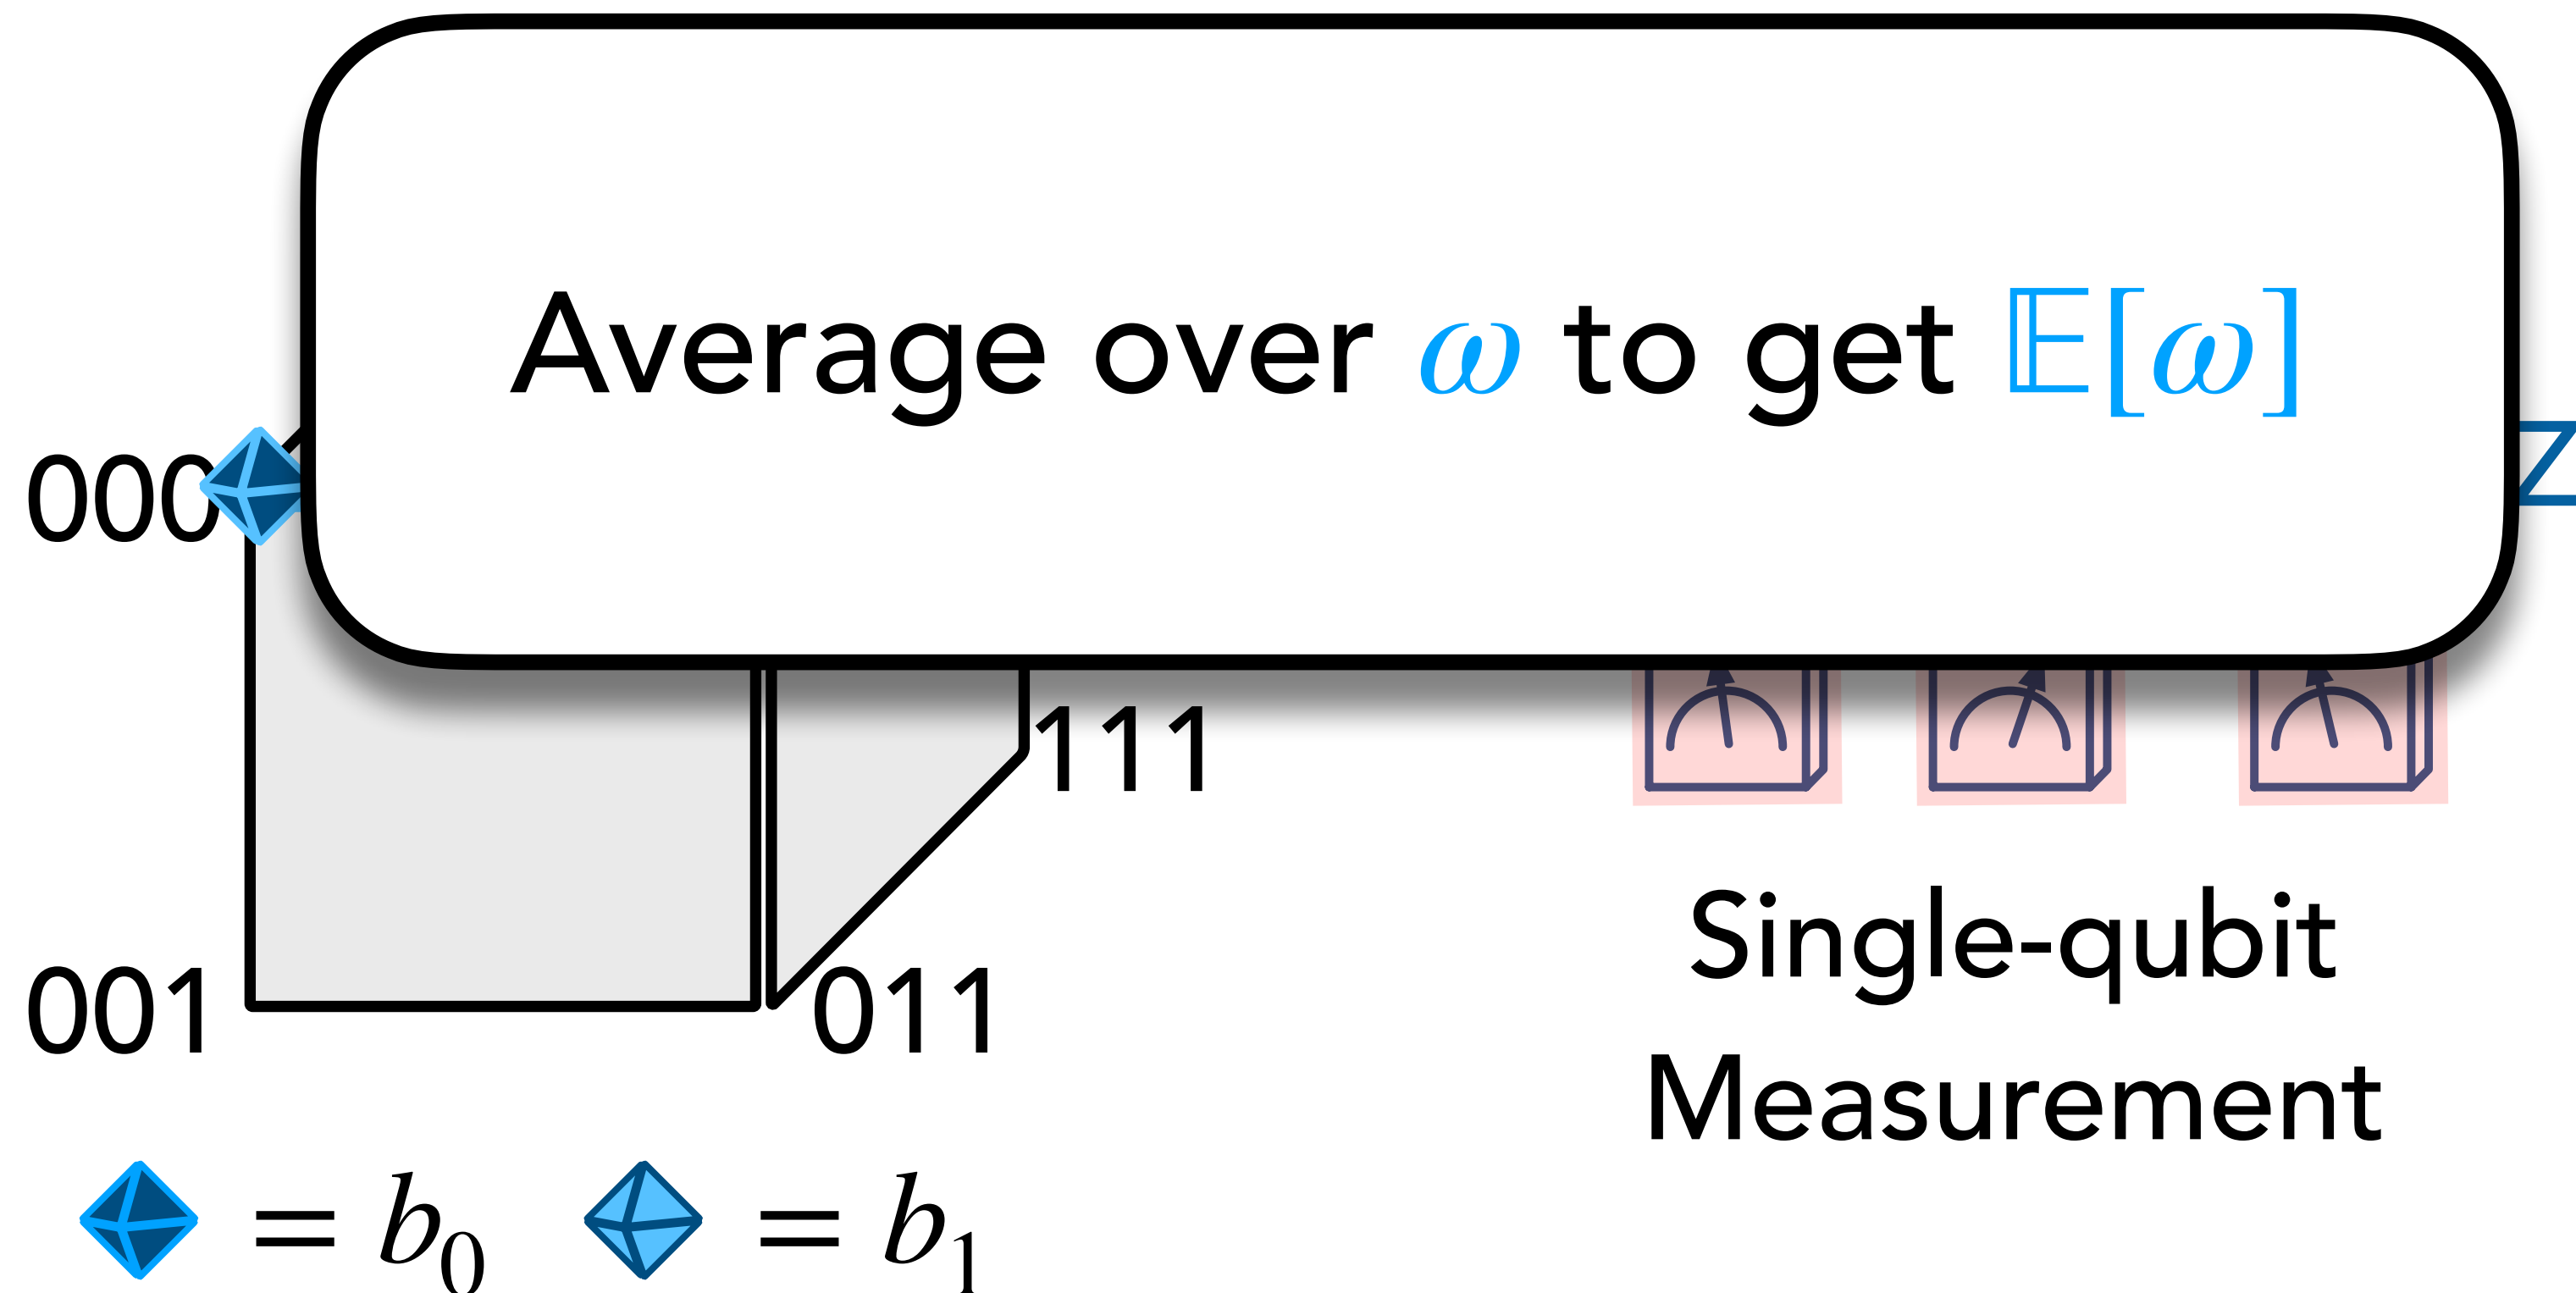 Average over ω to get 𝔼[ω]
000
Z
111
001
011
Single-qubit
Measurement
= b₀ = b₁